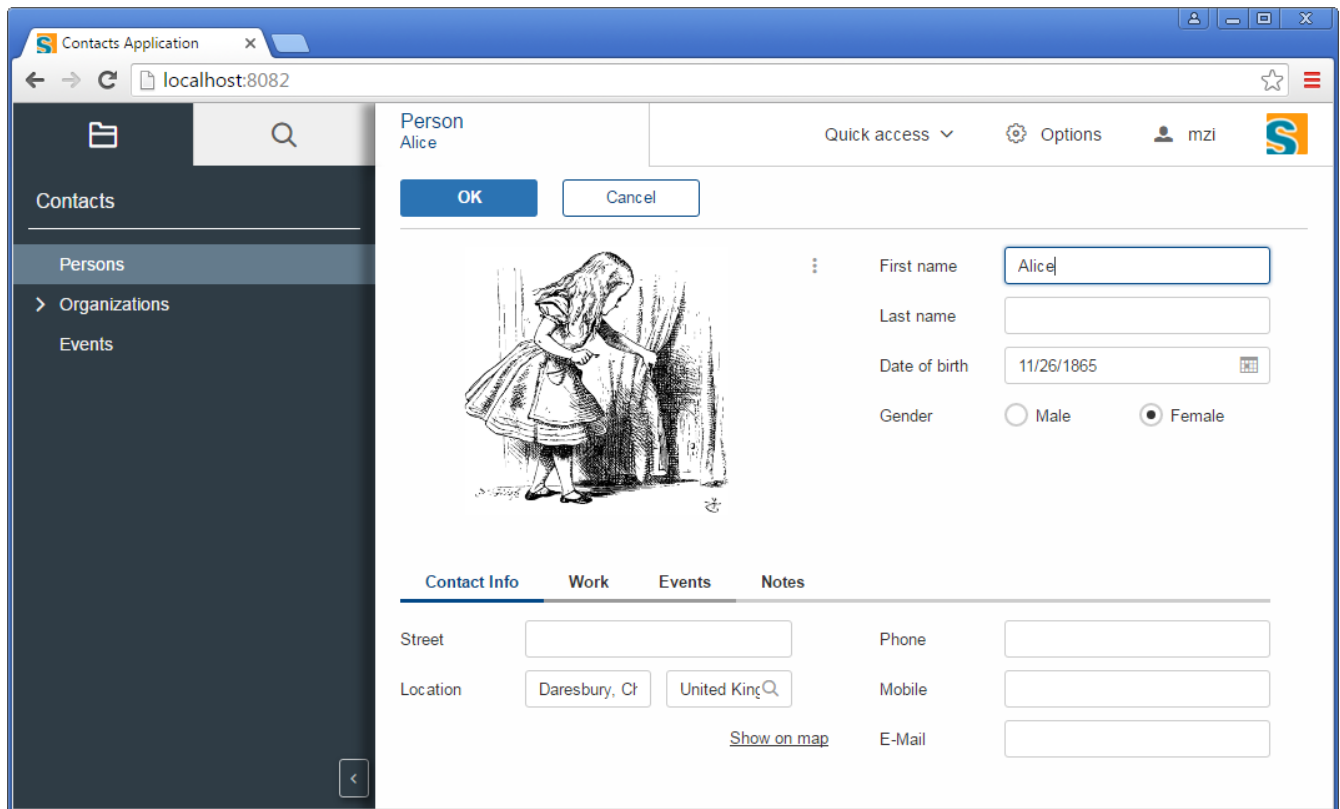 Contacts Application
localhost:8082
Person
Alice
Quick access
Options
mzi
Contacts
OK
Cancel
Persons
Organizations
Events
First name
Alice
Last name
Date of birth
11/26/1865
Gender
Male
Female
Contact Info
Work
Events
Notes
Street
Phone
Location
Daresbury, Ch
United King
Mobile
Show on map
E-Mail